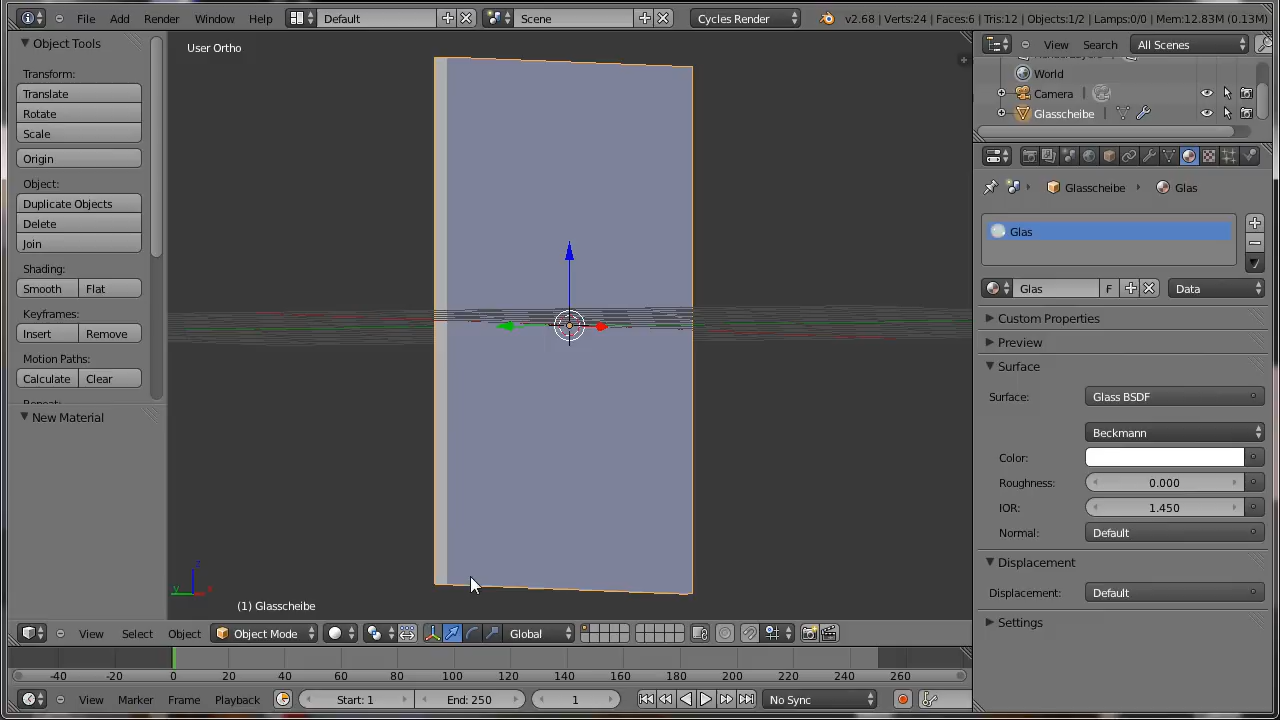 File Add Render Window Help Default Scene Cycles Render v2.68 | Verts:24 | Faces:6 | Tris:12 | Objects:1/2 | Lamps:0/0 | Mem:12.83M (0.13M)
Object Tools
Transform:
Translate
Rotate
Scale
Origin
Object:
Duplicate Objects
Delete
Join
Shading:
Smooth Flat
Keyframes:
Insert Remove
Motion Paths:
Calculate Clear
New Material
User Ortho
z
y x
(1) Glasscheibe
View Select Object Object Mode Global
-40 -20 0 20 40 60 80 100 120 140 160 180 200 220 240 260
View Marker Frame Playback Start: 1 End: 250 1 No Sync
View Search All Scenes
World
Camera
Glasscheibe
Glasscheibe Glas
Glas
Glas F Data
Custom Properties
Preview
Surface
Surface: Glass BSDF
Beckmann
Color:
Roughness: 0.000
IOR: 1.450
Normal: Default
Displacement
Displacement: Default
Settings